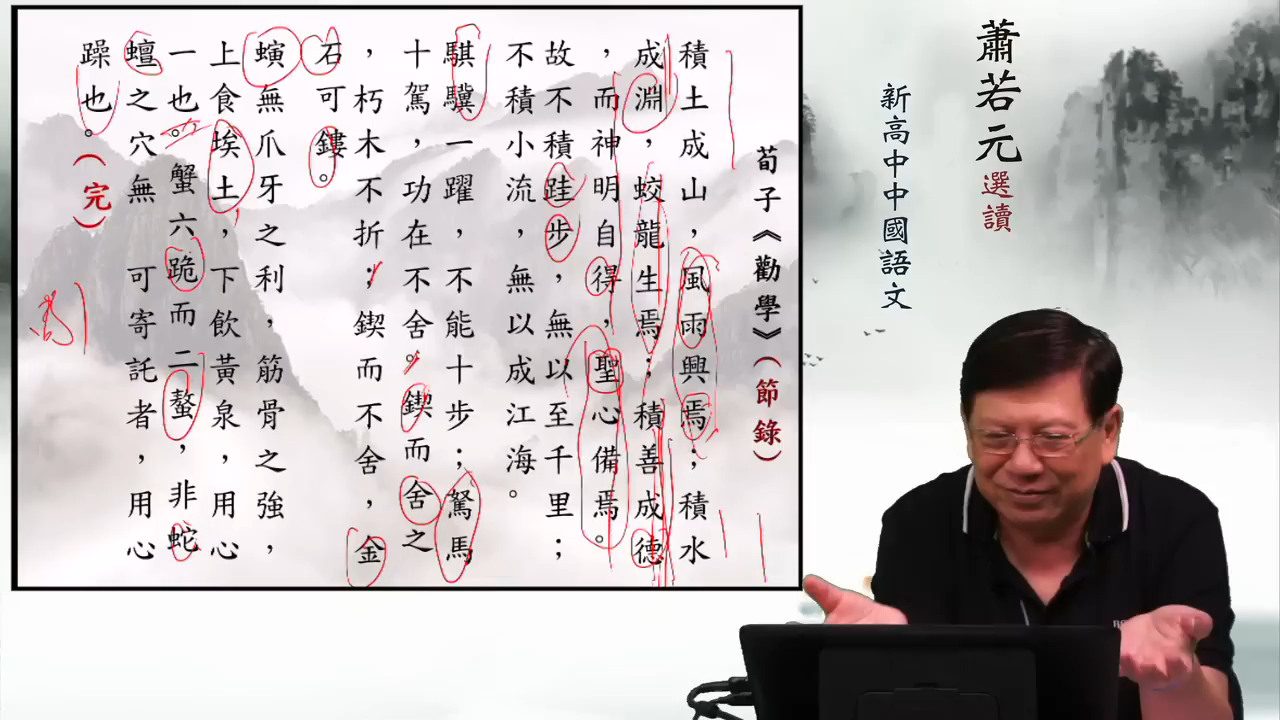 蕭若元選讀
新高中中國語文
荀子《勸學》(節錄)
積土成山，風雨興焉；積水
成淵，蛟龍生焉；積善成德
，而神明自得，聖心備焉。
故不積跬步，無以至千里；
不積小流，無以成江海。
騏驥一躍，不能十步；駑馬
十駕，功在不舍。鍥而舍之
，朽木不折；鍥而不舍，金
石可鏤。
螾無爪牙之利，筋骨之強，
上食埃土，下飲黃泉，用心
一也。蟹六跪而二螯，非蛇
蟺之穴無 可寄託者，用心
躁也。(完)